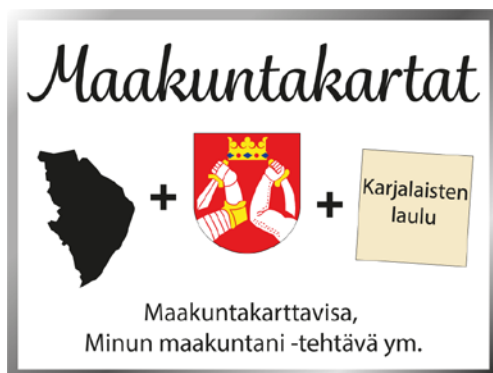 Maakuntakartat
+
+
Karjalaisten
laulu
Maakuntakarttavisa,
Minun maakuntani -tehtävä ym.